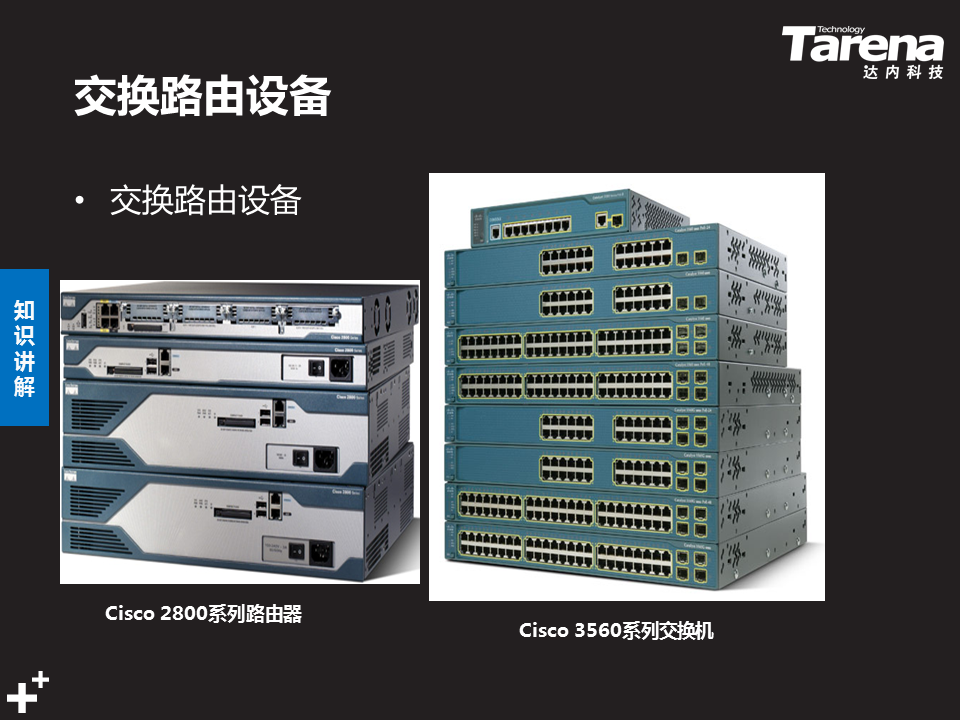 Technology
Tarena
达内科技
交换路由设备
• 交换路由设备
知识讲解
Cisco 2800系列路由器
Cisco 3560系列交换机